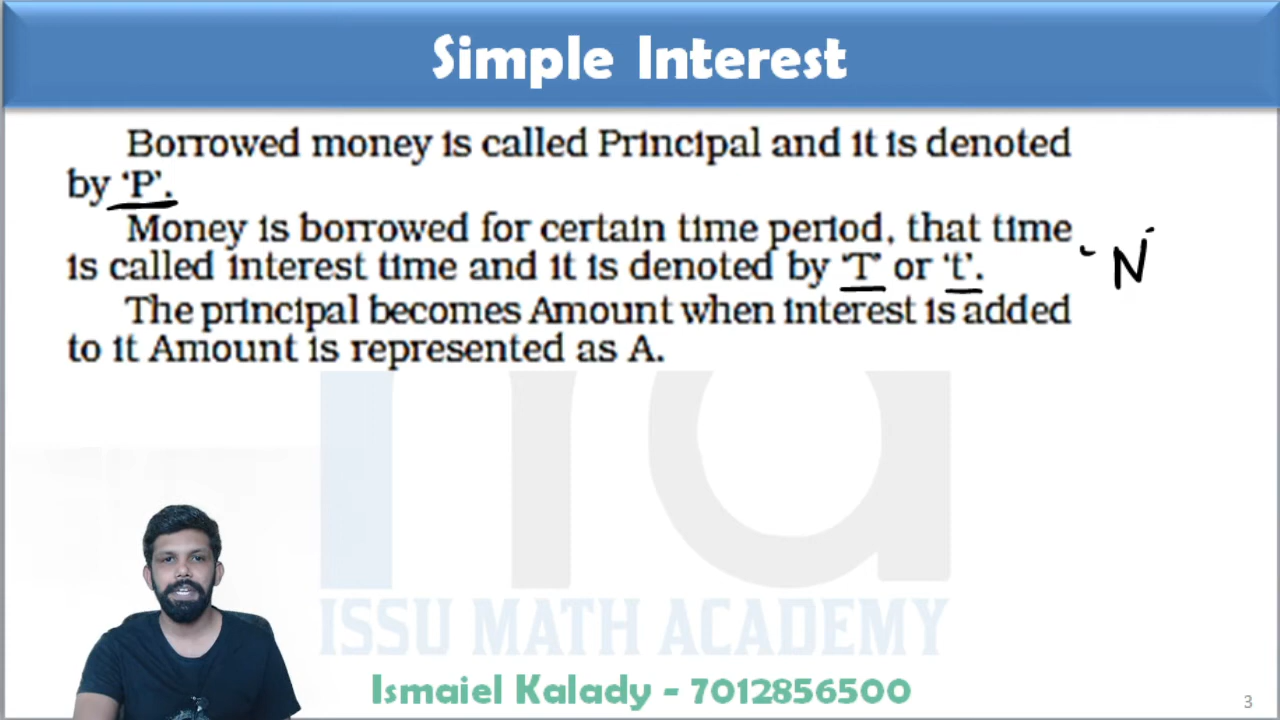 Simple Interest
Borrowed money is called Principal and it is denoted
by ‘P’.
Money is borrowed for certain time period, that time
is called interest time and it is denoted by ‘T’ or ‘t’.
‘N’
The principal becomes Amount when interest is added
to it Amount is represented as A.
ISSU MATH ACADEMY
Ismaiel Kalady - 7012856500
3